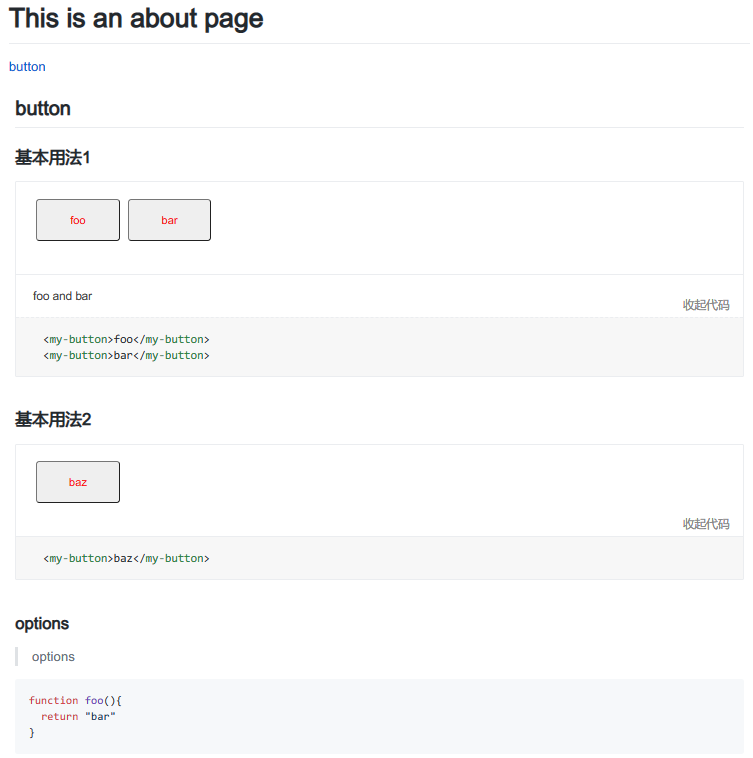 This is an about page
button
button
基本用法1
foo bar
foo and bar
收起代码
<my-button>foo</my-button>
<my-button>bar</my-button>
基本用法2
baz
收起代码
<my-button>baz</my-button>
options
options
function foo(){
  return "bar"
}